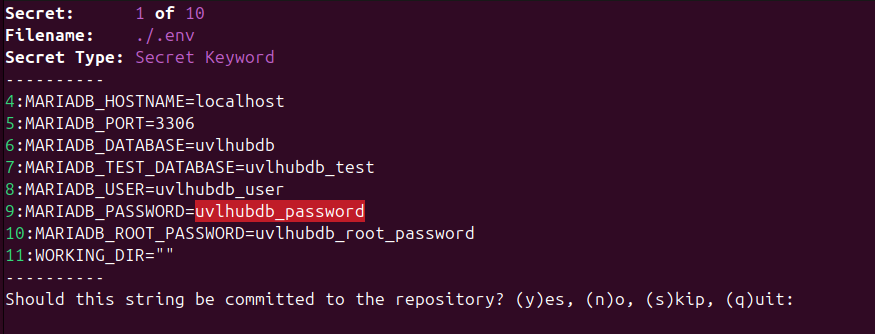 Secret:      1 of 10
Filename:    ./.env
Secret Type: Secret Keyword
----------
4:MARIADB_HOSTNAME=localhost
5:MARIADB_PORT=3306
6:MARIADB_DATABASE=uvlhubdb
7:MARIADB_TEST_DATABASE=uvlhubdb_test
8:MARIADB_USER=uvlhubdb_user
9:MARIADB_PASSWORD=uvlhubdb_password
10:MARIADB_ROOT_PASSWORD=uvlhubdb_root_password
11:WORKING_DIR=""
----------
Should this string be committed to the repository? (y)es, (n)o, (s)kip, (q)uit: